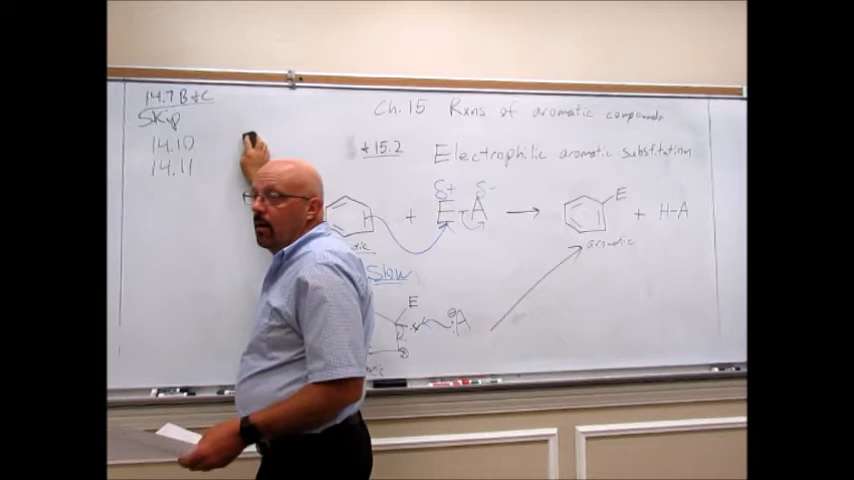 14.7 B & C
Skip
14.10
14.11
Ch. 15 Rxns of aromatic compounds
*15.2 Electrophilic aromatic substitution
δ+ δ-
H + E-A → E + H-A
aromatic
Slow
E
⊖:A
⊕